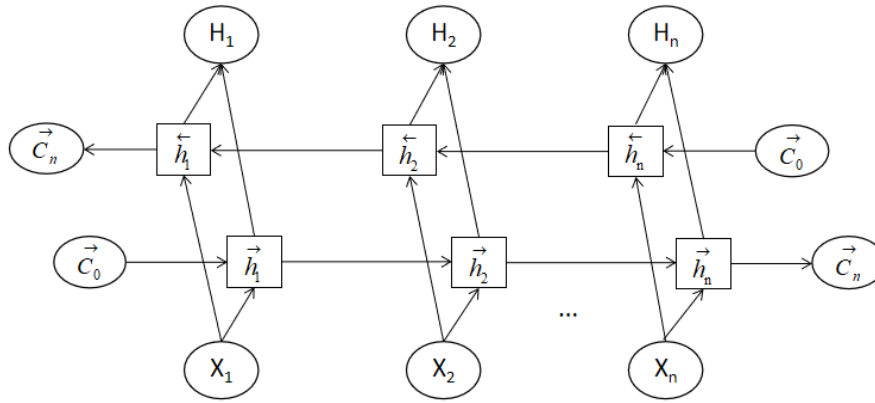 H₁ H₂ Hₙ
→Cₙ ←h₁ ←h₂ ←hₙ →C₀
→C₀ →h₁ →h₂ →hₙ →Cₙ
...
X₁ X₂ Xₙ